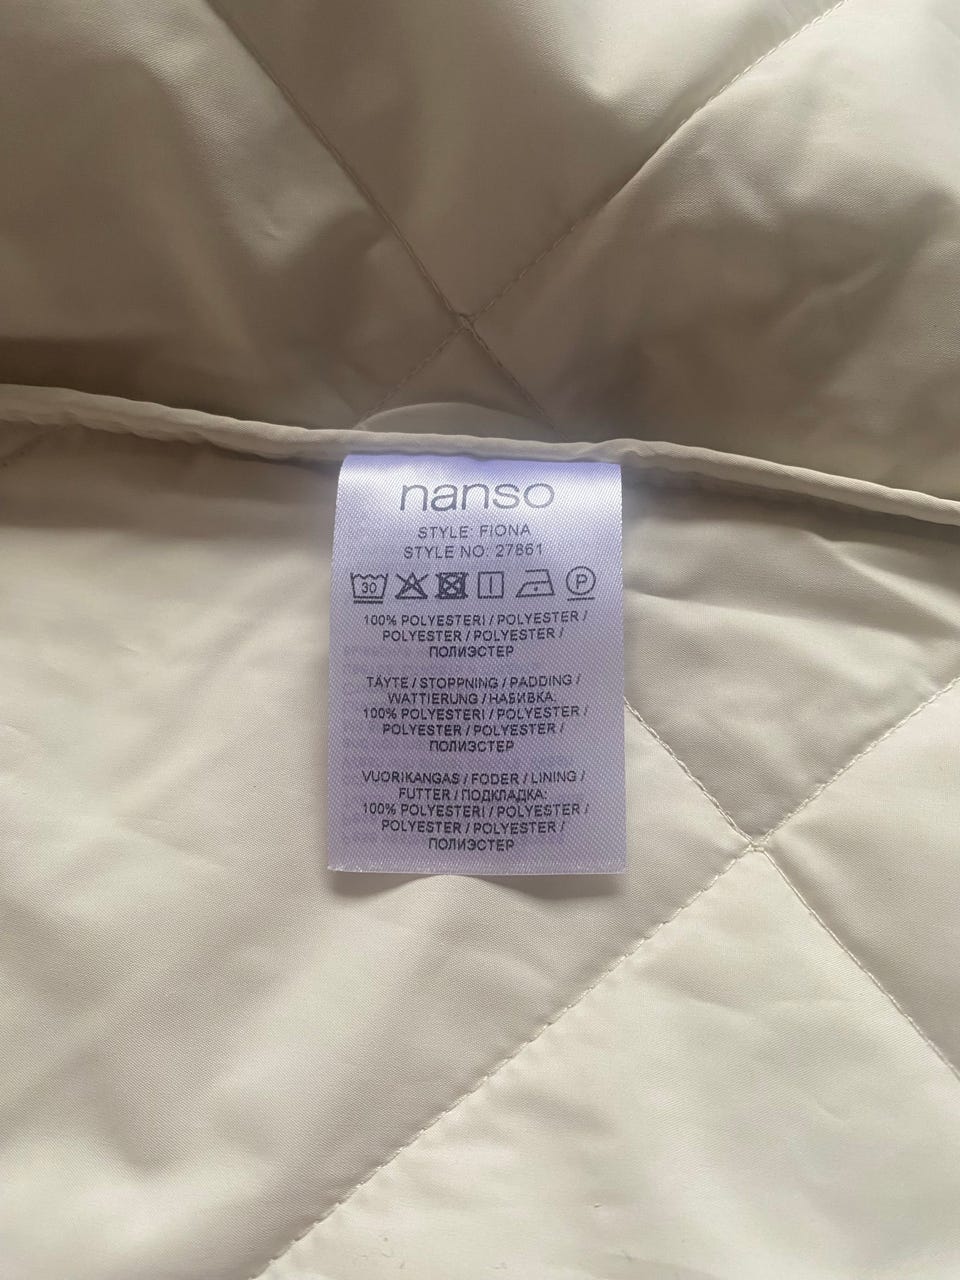 nanso
STYLE: FIONA
STYLE NO: 27861
30 P
100% POLYESTERI / POLYESTER /
POLYESTER / POLYESTER /
ПОЛИЭСТЕР
TÄYTE / STOPPNING / PADDING /
WATTIERUNG / НАБИВКА:
100% POLYESTERI / POLYESTER /
POLYESTER / POLYESTER /
ПОЛИЭСТЕР
VUORIKANGAS / FODER / LINING /
FUTTER / ПОДКЛАДКА:
100% POLYESTERI / POLYESTER /
POLYESTER / POLYESTER /
ПОЛИЭСТЕР